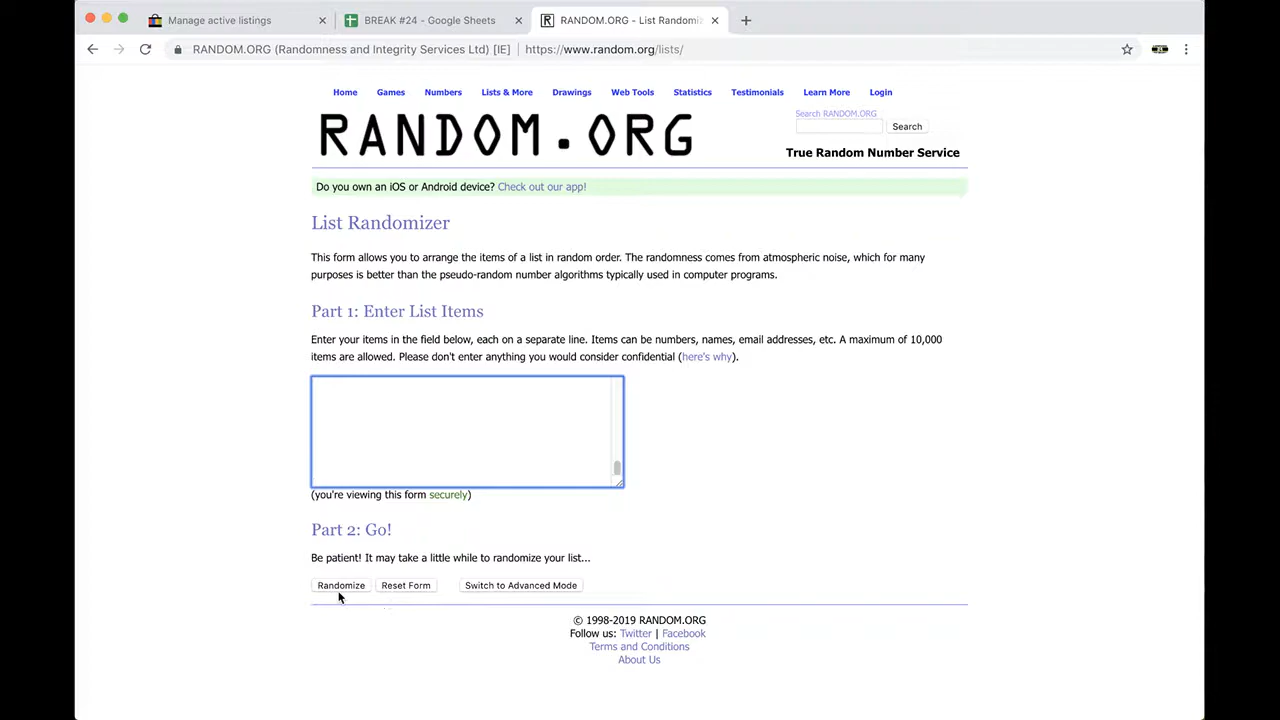 Manage active listings
BREAK #24 - Google Sheets
RANDOM.ORG - List Randomiz
RANDOM.ORG (Randomness and Integrity Services Ltd) [IE] | https://www.random.org/lists/
Home Games Numbers Lists & More Drawings Web Tools Statistics Testimonials Learn More Login
RANDOM.ORG
Search RANDOM.ORG
Search
True Random Number Service
Do you own an iOS or Android device? Check out our app!
List Randomizer
This form allows you to arrange the items of a list in random order. The randomness comes from atmospheric noise, which for many
purposes is better than the pseudo-random number algorithms typically used in computer programs.
Part 1: Enter List Items
Enter your items in the field below, each on a separate line. Items can be numbers, names, email addresses, etc. A maximum of 10,000
items are allowed. Please don't enter anything you would consider confidential (here's why).
(you're viewing this form securely)
Part 2: Go!
Be patient! It may take a little while to randomize your list...
Randomize Reset Form Switch to Advanced Mode
© 1998-2019 RANDOM.ORG
Follow us: Twitter | Facebook
Terms and Conditions
About Us